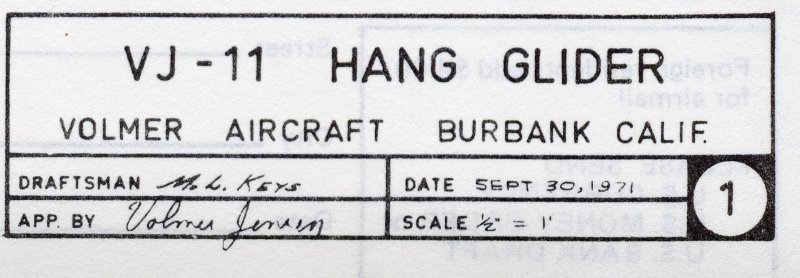 VJ-11 HANG GLIDER
VOLMER AIRCRAFT BURBANK CALIF.
DRAFTSMAN M. L. KEYS
DATE SEPT 30, 1971
APP. BY Volmer Jensen
SCALE ½" = 1'
1